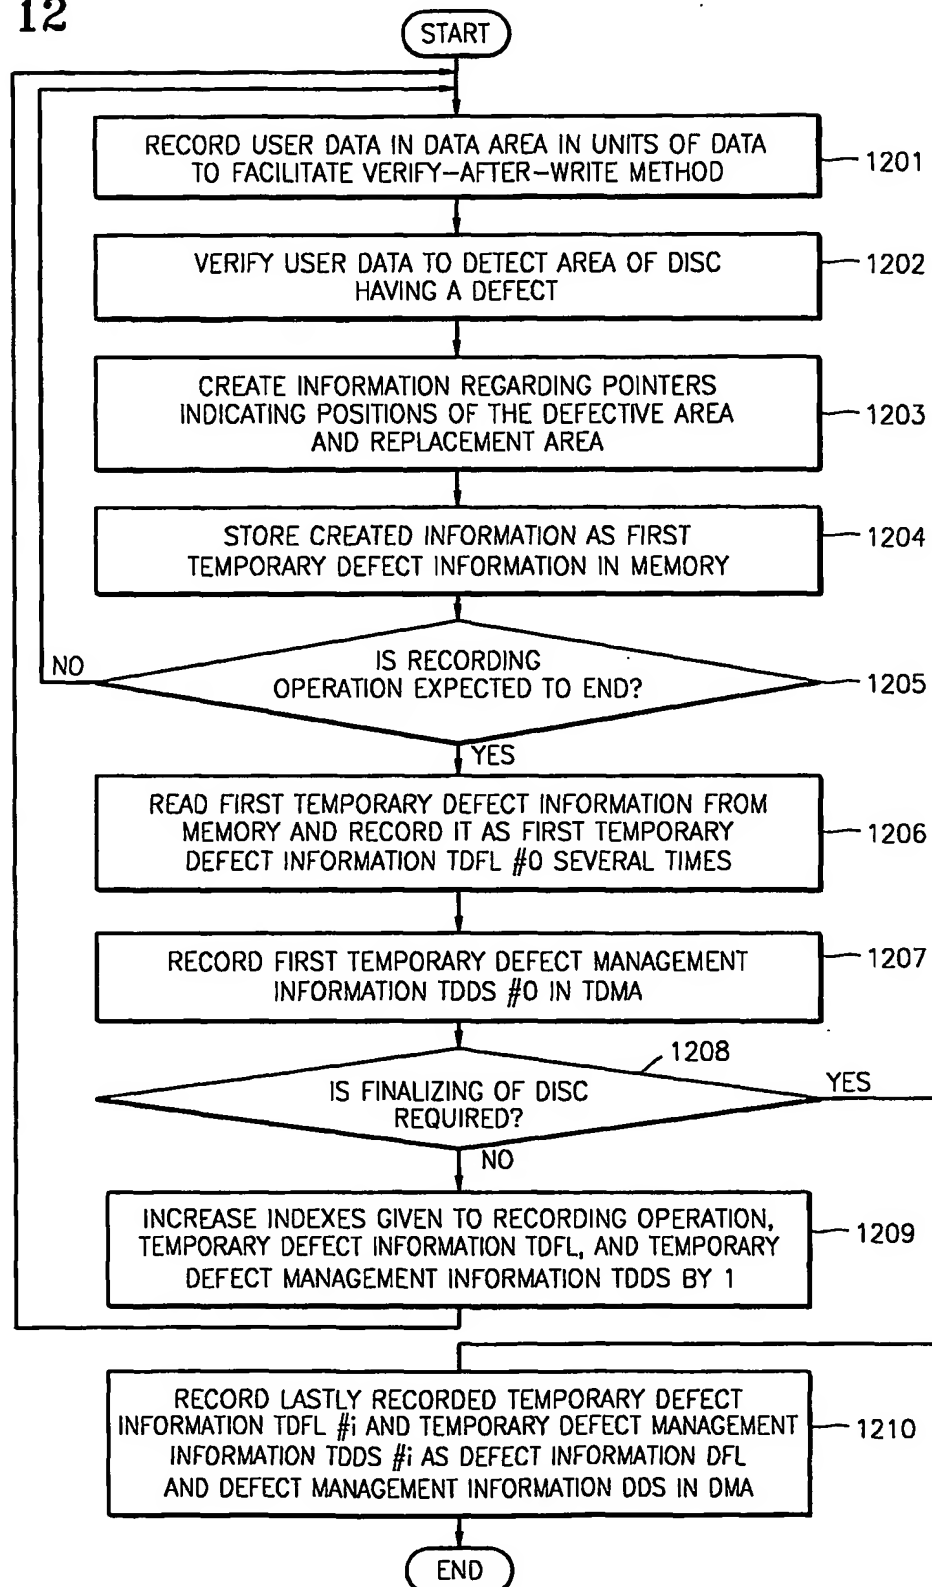 12
START
RECORD USER DATA IN DATA AREA IN UNITS OF DATA
TO FACILITATE VERIFY-AFTER-WRITE METHOD
1201
VERIFY USER DATA TO DETECT AREA OF DISC
HAVING A DEFECT
1202
CREATE INFORMATION REGARDING POINTERS
INDICATING POSITIONS OF THE DEFECTIVE AREA
AND REPLACEMENT AREA
1203
STORE CREATED INFORMATION AS FIRST
TEMPORARY DEFECT INFORMATION IN MEMORY
1204
NO
IS RECORDING
OPERATION EXPECTED TO END?
1205
YES
READ FIRST TEMPORARY DEFECT INFORMATION FROM
MEMORY AND RECORD IT AS FIRST TEMPORARY
DEFECT INFORMATION TDFL #0 SEVERAL TIMES
1206
RECORD FIRST TEMPORARY DEFECT MANAGEMENT
INFORMATION TDDS #0 IN TDMA
1207
1208
IS FINALIZING OF DISC
REQUIRED?
YES
NO
INCREASE INDEXES GIVEN TO RECORDING OPERATION,
TEMPORARY DEFECT INFORMATION TDFL, AND TEMPORARY
DEFECT MANAGEMENT INFORMATION TDDS BY 1
1209
RECORD LASTLY RECORDED TEMPORARY DEFECT
INFORMATION TDFL #i AND TEMPORARY DEFECT MANAGEMENT
INFORMATION TDDS #i AS DEFECT INFORMATION DFL
AND DEFECT MANAGEMENT INFORMATION DDS IN DMA
1210
END